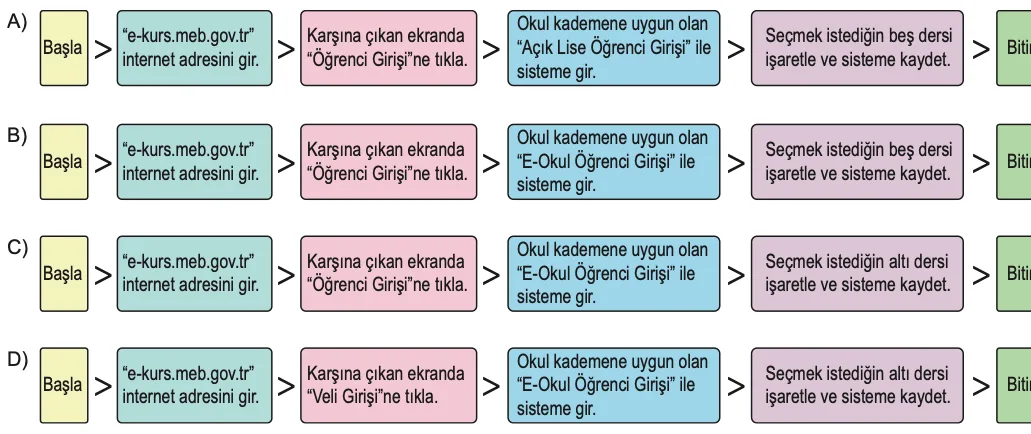 A)
Başla > “e-kurs.meb.gov.tr” internet adresini gir. > Karşına çıkan ekranda “Öğrenci Girişi”ne tıkla. > Okul kademene uygun olan “Açık Lise Öğrenci Girişi” ile sisteme gir. > Seçmek istediğin beş dersi işaretle ve sisteme kaydet. > Bitir
B)
Başla > “e-kurs.meb.gov.tr” internet adresini gir. > Karşına çıkan ekranda “Öğrenci Girişi”ne tıkla. > Okul kademene uygun olan “E-Okul Öğrenci Girişi” ile sisteme gir. > Seçmek istediğin beş dersi işaretle ve sisteme kaydet. > Bitir
C)
Başla > “e-kurs.meb.gov.tr” internet adresini gir. > Karşına çıkan ekranda “Öğrenci Girişi”ne tıkla. > Okul kademene uygun olan “E-Okul Öğrenci Girişi” ile sisteme gir. > Seçmek istediğin altı dersi işaretle ve sisteme kaydet. > Bitir
D)
Başla > “e-kurs.meb.gov.tr” internet adresini gir. > Karşına çıkan ekranda “Veli Girişi”ne tıkla. > Okul kademene uygun olan “E-Okul Öğrenci Girişi” ile sisteme gir. > Seçmek istediğin altı dersi işaretle ve sisteme kaydet. > Bitir